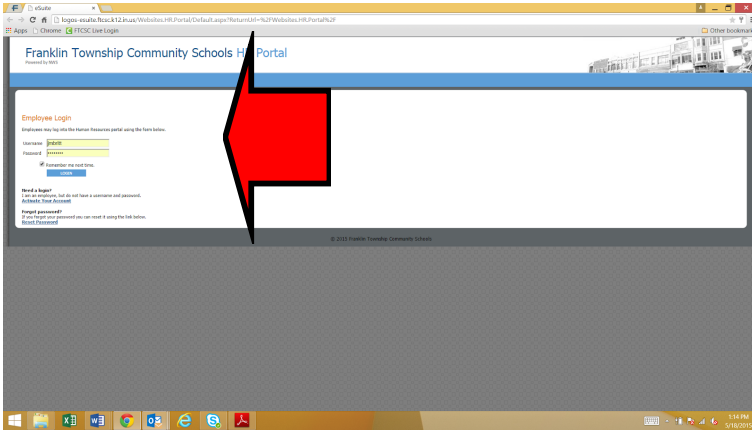 eSuite
logos-esuite.ftcsc.k12.in.us/Websites.HR.Portal/Default.aspx?ReturnUrl=%2FWebsites.HR.Portal%2F
Apps Chrome FTCSC Live Login Other bookmark
Franklin Township Community Schools H Portal
Powered by NWS
Employee Login
Employees may log into the Human Resources portal using the form below.
Username
Password ********
Remember me next time.
LOGIN
Need a login?
I am an employee, but do not have a username and password.
Activate Your Account
Forgot password?
If you forgot your password you can reset it using the link below.
Reset Password
© 2015 Franklin Township Community Schools
1:14 PM
5/18/2015